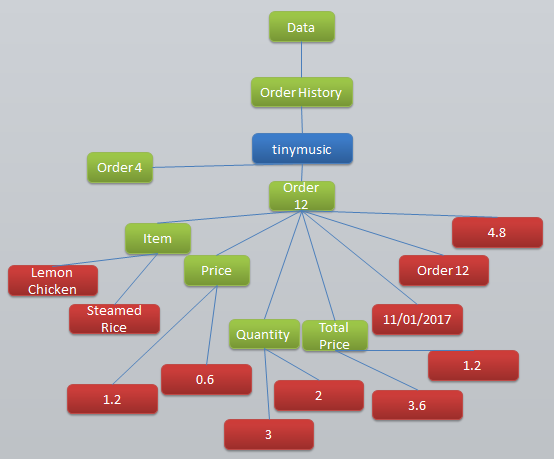 Data
Order History
tinymusic
Order 4
Order
12
4.8
Item
Price
Order 12
Lemon
Chicken
Steamed
Rice
11/01/2017
Quantity
Total
Price
1.2
0.6
1.2
2
3.6
3